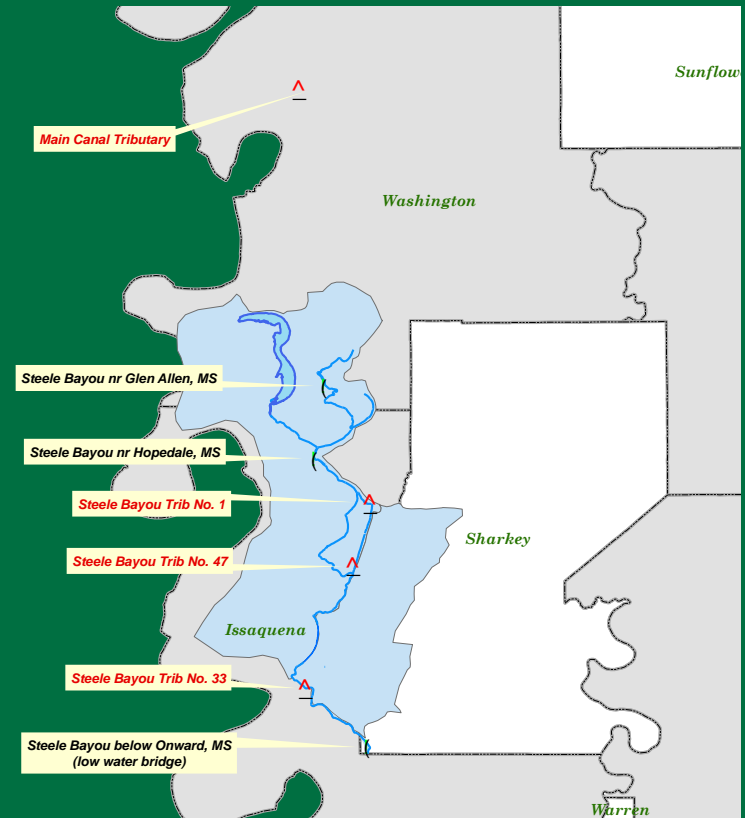 Sunflow
Main Canal Tributary
Washington
Steele Bayou nr Glen Allen, MS
Steele Bayou nr Hopedale, MS
Steele Bayou Trib No. 1
Sharkey
Steele Bayou Trib No. 47
Issaquena
Steele Bayou Trib No. 33
Steele Bayou below Onward, MS
(low water bridge)
Warren